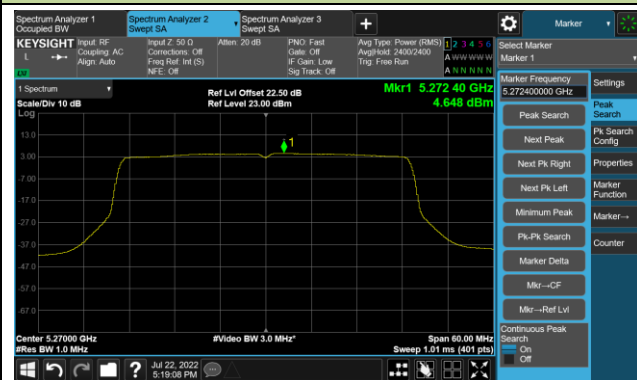 Spectrum Analyzer 1
Occupied BW
Spectrum Analyzer 2
Swept SA
Spectrum Analyzer 3
Swept SA
+
Marker
KEYSIGHT
L
Input: RF
Coupling: AC
Align: Auto
Input Z: 50 Ω
Corrections: Off
Freq Ref: Int (S)
NFE: Off
Atten: 20 dB
PNO: Fast
Gate: Off
IF Gain: Low
Sig Track: Off
Avg Type: Power (RMS)
Avg|Hold: 2400/2400
Trig: Free Run
1 2 3 4 5 6
A W W W W W
A N N N N N
Select Marker
Marker 1
1 Spectrum
Scale/Div 10 dB
Log
Ref Lvl Offset 22.50 dB
Ref Level 23.00 dBm
Mkr1 5.272 40 GHz
4.648 dBm
1
13.0
3.00
-7.00
-17.0
-27.0
-37.0
-47.0
-57.0
-67.0
Center 5.27000 GHz
#Res BW 1.0 MHz
#Video BW 3.0 MHz*
Span 60.00 MHz
Sweep 1.01 ms (401 pts)
Marker Frequency
5.272400000 GHz
Peak Search
Next Peak
Next Pk Right
Next Pk Left
Minimum Peak
Pk-Pk Search
Marker Delta
Mkr→CF
Mkr→Ref Lvl
Continuous Peak
Search
On
Off
Settings
Peak
Search
Pk Search
Config
Properties
Marker
Function
Marker→
Counter
?
Jul 22, 2022
5:19:08 PM